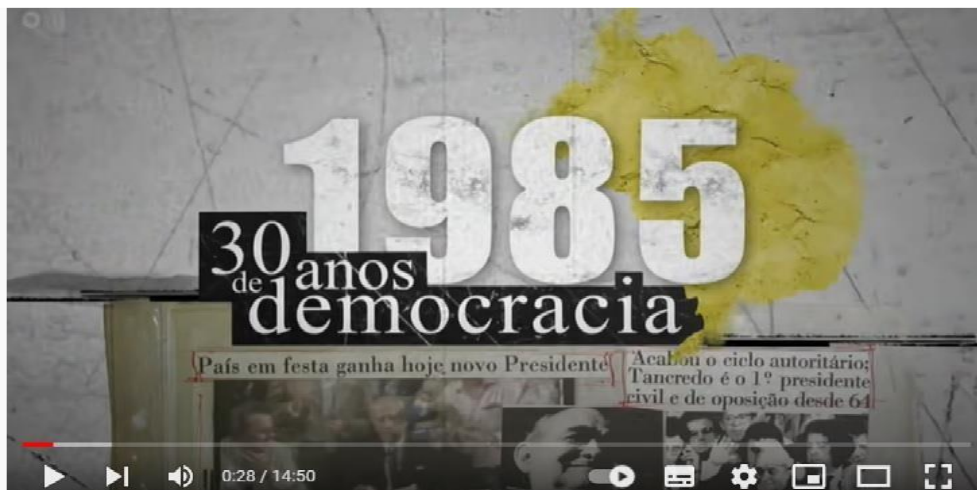 1985
30
de anos
democracia
País em festa ganha hoje novo Presidente
Acabou o ciclo autoritário;
Tancredo é o 1º presidente
civil e de oposição desde 64
0:28 / 14:50